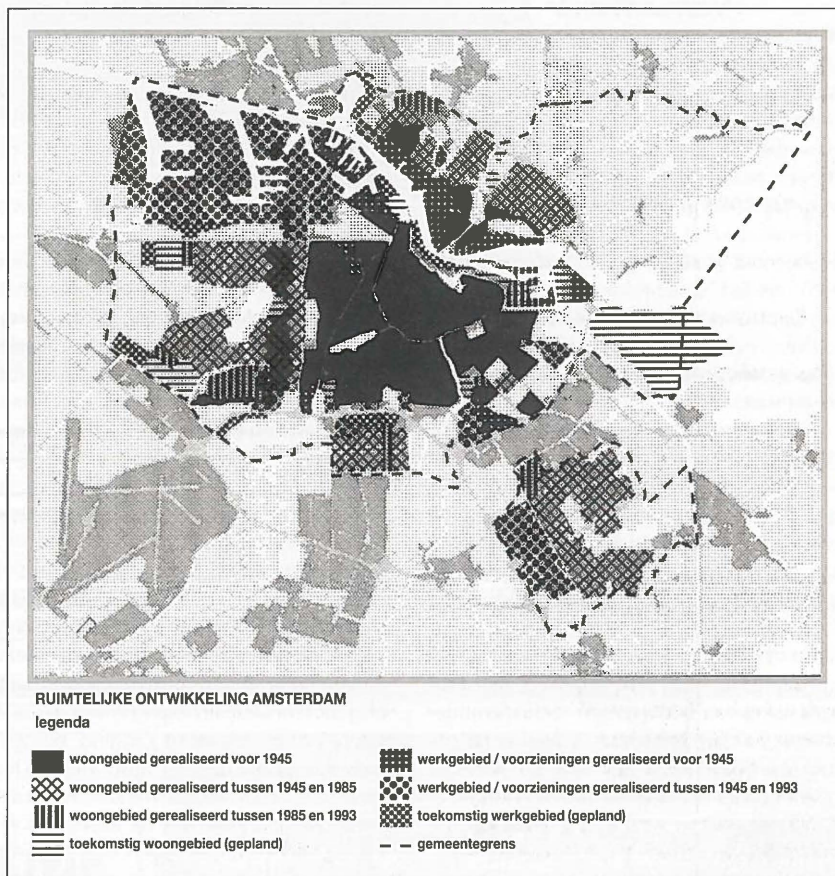 RUIMTELIJKE ONTWIKKELING AMSTERDAM
legenda
woongebied gerealiseerd voor 1945
woongebied gerealiseerd tussen 1945 en 1985
woongebied gerealiseerd tussen 1985 en 1993
toekomstig woongebied (gepland)
werkgebied / voorzieningen gerealiseerd voor 1945
werkgebied / voorzieningen gerealiseerd tussen 1945 en 1993
toekomstig werkgebied (gepland)
gemeentegrens